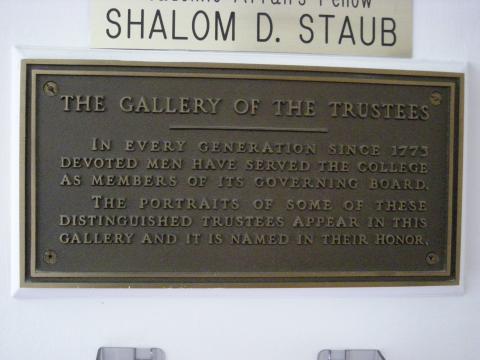 Affairs Fellow
SHALOM D. STAUB
THE GALLERY OF THE TRUSTEES
IN EVERY GENERATION SINCE 1773
DEVOTED MEN HAVE SERVED THE COLLEGE
AS MEMBERS OF ITS GOVERNING BOARD.
THE PORTRAITS OF SOME OF THESE
DISTINGUISHED TRUSTEES APPEAR IN THIS
GALLERY AND IT IS NAMED IN THEIR HONOR.